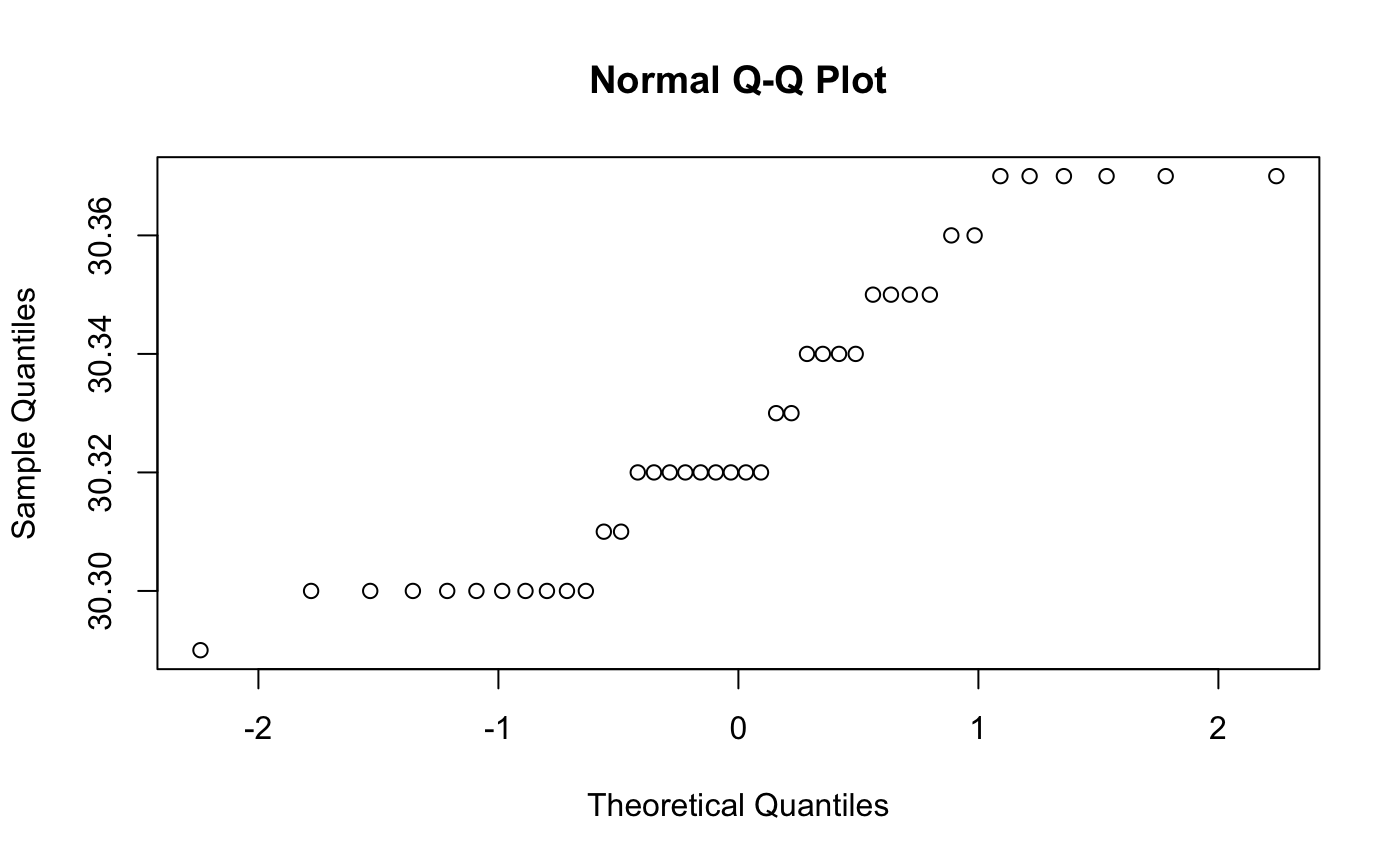 Normal Q-Q Plot
Sample Quantiles
30.36
30.34
30.32
30.30
-2 -1 0 1 2
Theoretical Quantiles